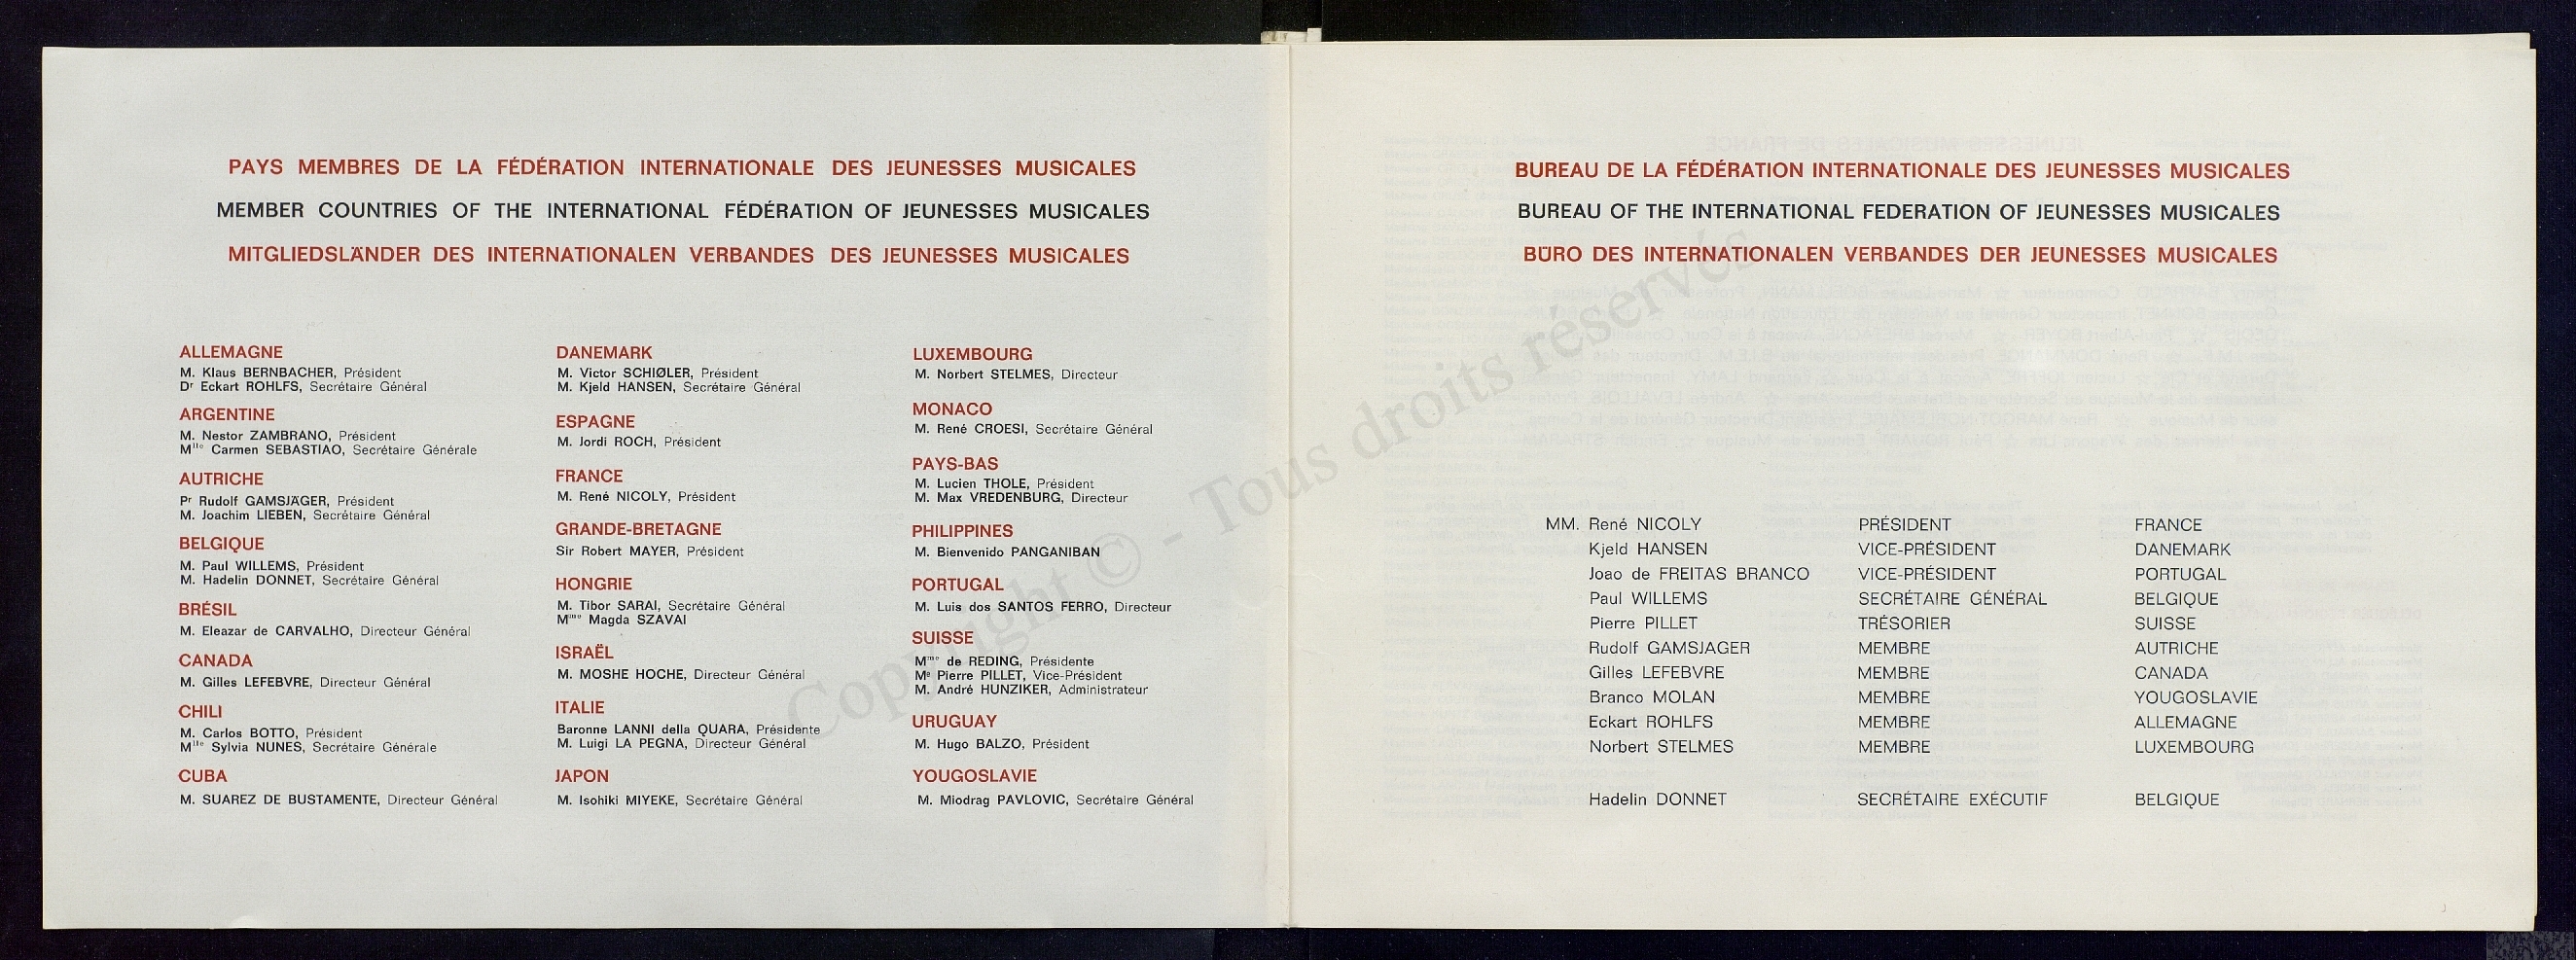 PAYS MEMBRES DE LA FÉDÉRATION INTERNATIONALE DES JEUNESSES MUSICALES
MEMBER COUNTRIES OF THE INTERNATIONAL FÉDÉRATION OF JEUNESSES MUSICALES
MITGLIEDSLÄNDER DES INTERNATIONALEN VERBANDES DES JEUNESSES MUSICALES
ALLEMAGNE
M. Klaus BERNBACHER, Président
Dr Eckart ROHLFS, Secrétaire Général
ARGENTINE
M. Nestor ZAMBRANO, Président
Mlle Carmen SEBASTIAO, Secrétaire Générale
AUTRICHE
Pr Rudolf GAMSJÄGER, Président
M. Joachim LIEBEN, Secrétaire Général
BELGIQUE
M. Paul WILLEMS, Président
M. Hadelin DONNET, Secrétaire Général
BRÉSIL
M. Eleazar de CARVALHO, Directeur Général
CANADA
M. Gilles LEFEBVRE, Directeur Général
CHILI
M. Carlos BOTTO, Président
Mlle Sylvia NUNES, Secrétaire Générale
CUBA
M. SUAREZ DE BUSTAMENTE, Directeur Général
DANEMARK
M. Victor SCHIØLER, Président
M. Kjeld HANSEN, Secrétaire Général
ESPAGNE
M. Jordi ROCH, Président
FRANCE
M. René NICOLY, Président
GRANDE-BRETAGNE
Sir Robert MAYER, Président
HONGRIE
M. Tibor SARAI, Secrétaire Général
Mme Magda SZAVAI
ISRAËL
M. MOSHE HOCHE, Directeur Général
ITALIE
Baronne LANNI della QUARA, Présidente
M. Luigi LA PEGNA, Directeur Général
JAPON
M. Isohiki MIYEKE, Secrétaire Général
LUXEMBOURG
M. Norbert STELMES, Directeur
MONACO
M. René CROESI, Secrétaire Général
PAYS-BAS
M. Lucien THOLE, Président
M. Max VREDENBURG, Directeur
PHILIPPINES
M. Bienvenido PANGANIBAN
PORTUGAL
M. Luis dos SANTOS FERRO, Directeur
SUISSE
Mme de REDING, Présidente
Me Pierre PILLET, Vice-Président
M. André HUNZIKER, Administrateur
URUGUAY
M. Hugo BALZO, Président
YOUGOSLAVIE
M. Miodrag PAVLOVIC, Secrétaire Général
Copyright © - Tous droits réservés
BUREAU DE LA FÉDÉRATION INTERNATIONALE DES JEUNESSES MUSICALES
BUREAU OF THE INTERNATIONAL FEDERATION OF JEUNESSES MUSICALES
BÜRO DES INTERNATIONALEN VERBANDES DER JEUNESSES MUSICALES
MM. René NICOLY PRÉSIDENT FRANCE
Kjeld HANSEN VICE-PRÉSIDENT DANEMARK
Joao de FREITAS BRANCO VICE-PRÉSIDENT PORTUGAL
Paul WILLEMS SECRÉTAIRE GÉNÉRAL BELGIQUE
Pierre PILLET TRÉSORIER SUISSE
Rudolf GAMSJAGER MEMBRE AUTRICHE
Gilles LEFEBVRE MEMBRE CANADA
Branco MOLAN MEMBRE YOUGOSLAVIE
Eckart ROHLFS MEMBRE ALLEMAGNE
Norbert STELMES MEMBRE LUXEMBOURG
Hadelin DONNET SECRÉTAIRE EXÉCUTIF BELGIQUE